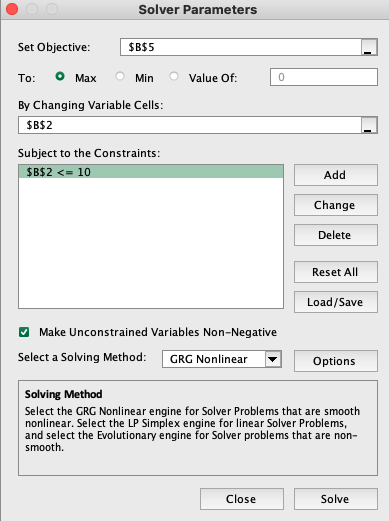 Solver Parameters
Set Objective: $B$5
To: Max Min Value Of: 0
By Changing Variable Cells:
$B$2
Subject to the Constraints:
$B$2 <= 10
Add
Change
Delete
Reset All
Load/Save
Make Unconstrained Variables Non-Negative
Select a Solving Method: GRG Nonlinear Options
Solving Method
Select the GRG Nonlinear engine for Solver Problems that are smooth
nonlinear. Select the LP Simplex engine for linear Solver Problems,
and select the Evolutionary engine for Solver problems that are non-
smooth.
Close Solve